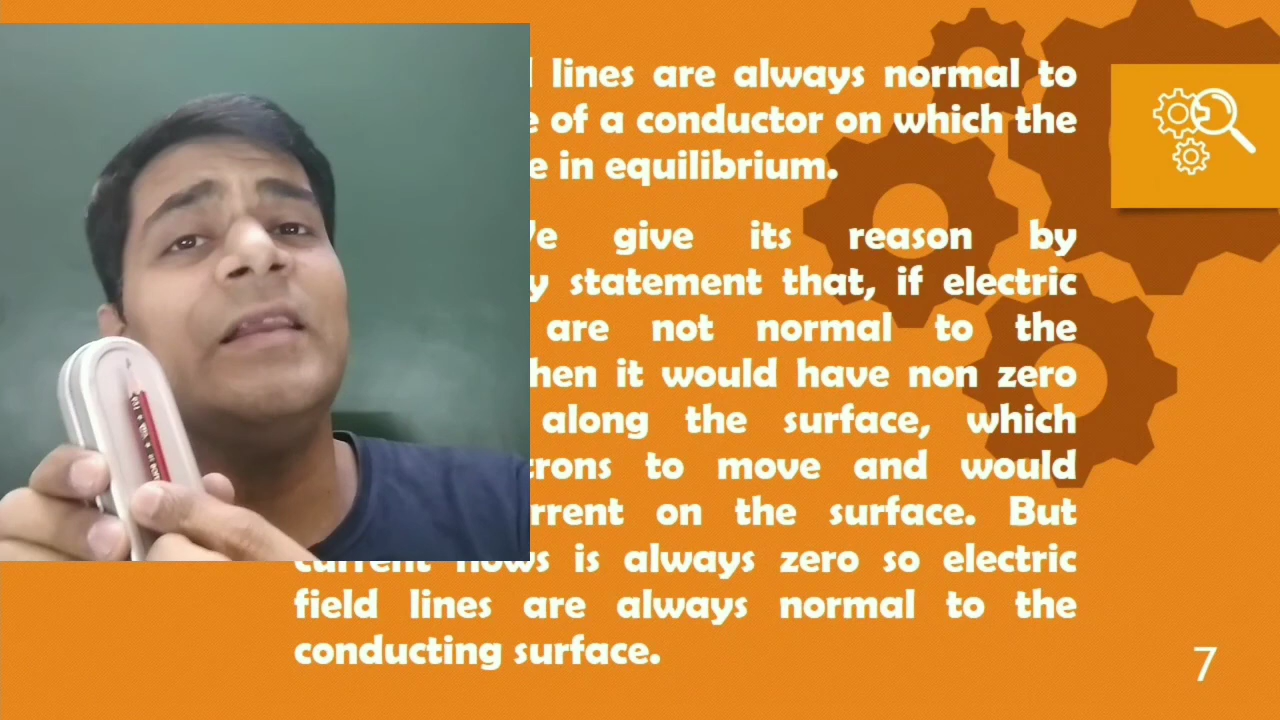 lines are always normal to
of a conductor on which the
in equilibrium.
give its reason by
statement that, if electric
are not normal to the
it would have non zero
along the surface, which
to move and would
on the surface. But
is always zero so electric
field lines are always normal to the
conducting surface.
7